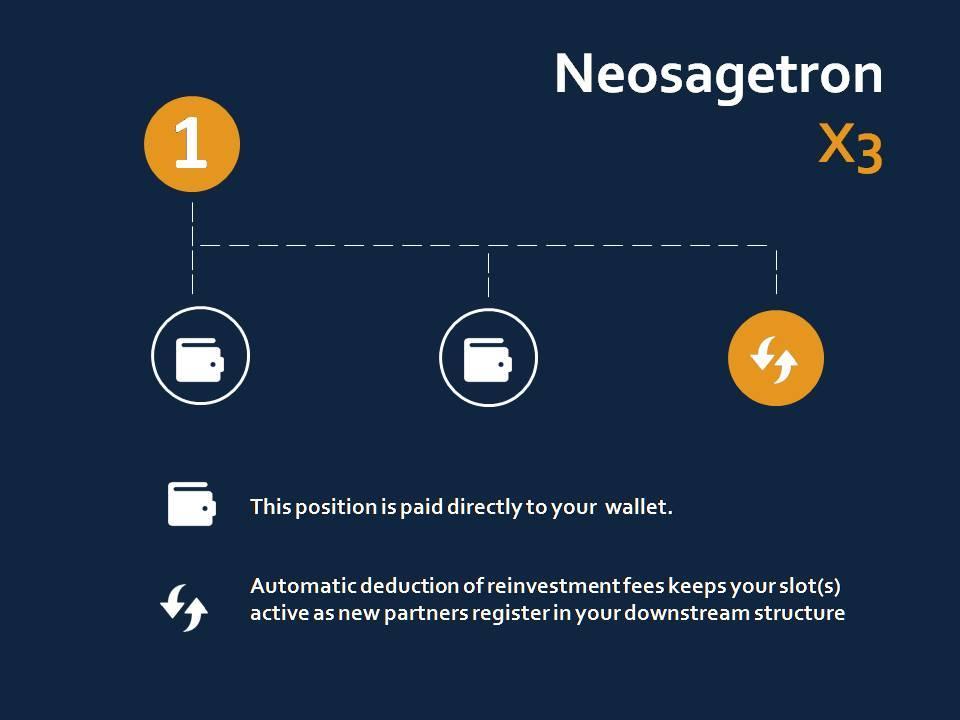 Neosagetron
X3
1
This position is paid directly to your wallet.
Automatic deduction of reinvestment fees keeps your slot(s)
active as new partners register in your downstream structure